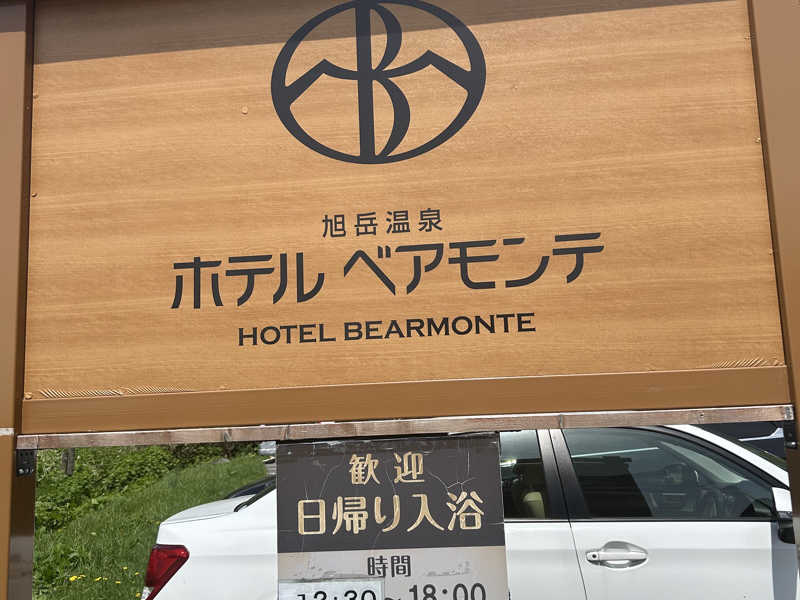 旭岳温泉
ホテル ベアモンテ
HOTEL BEARMONTE
歓迎
日帰り入浴
時間
12:30～18:00